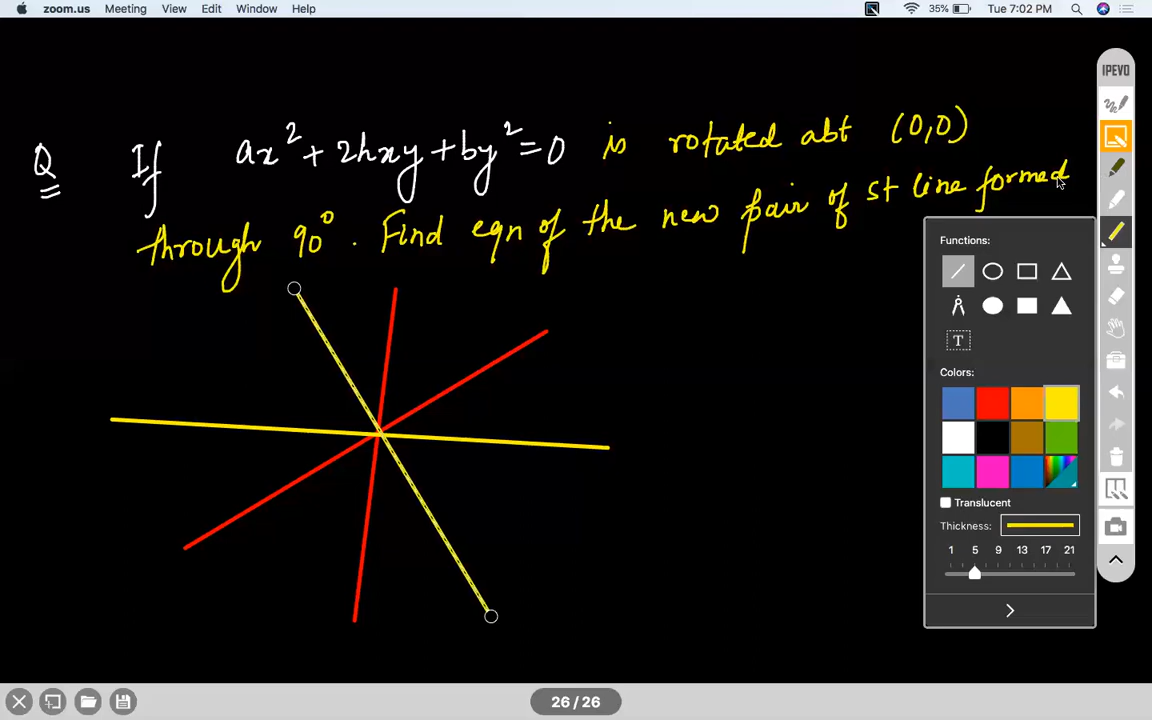 zoom.us Meeting View Edit Window Help 35% Tue 7:02 PM
IPEVO
Q If ax²+2hxy+by²=0 is rotated abt (0,0)
through 90°. Find eqn of the new pair of st line formed
Functions:
T
Colors:
Translucent
Thickness:
1 5 9 13 17 21
26 / 26